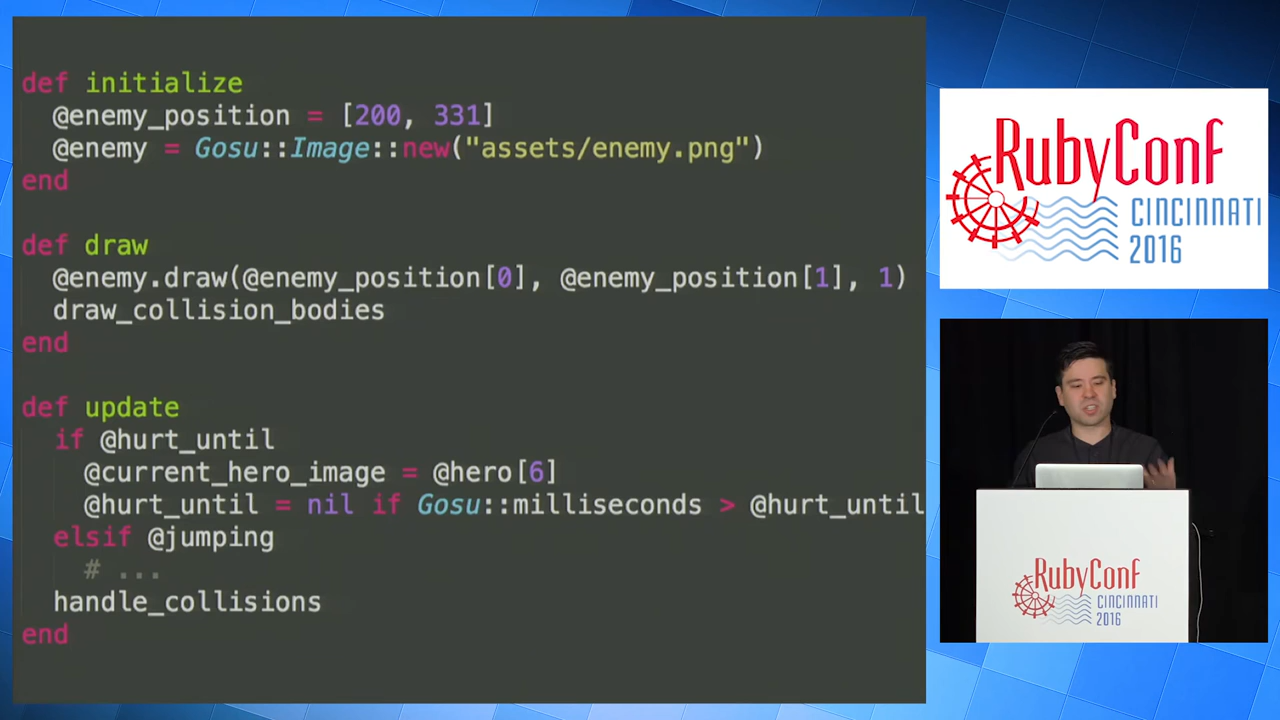 def initialize
  @enemy_position = [200, 331]
  @enemy = Gosu::Image::new("assets/enemy.png")
end
def draw
  @enemy.draw(@enemy_position[0], @enemy_position[1], 1)
  draw_collision_bodies
end
def update
  if @hurt_until
    @current_hero_image = @hero[6]
    @hurt_until = nil if Gosu::milliseconds > @hurt_until
  elsif @jumping
    # ...
  handle_collisions
end
RubyConf
CINCINNATI
2016
RubyConf
CINCINNATI
2016